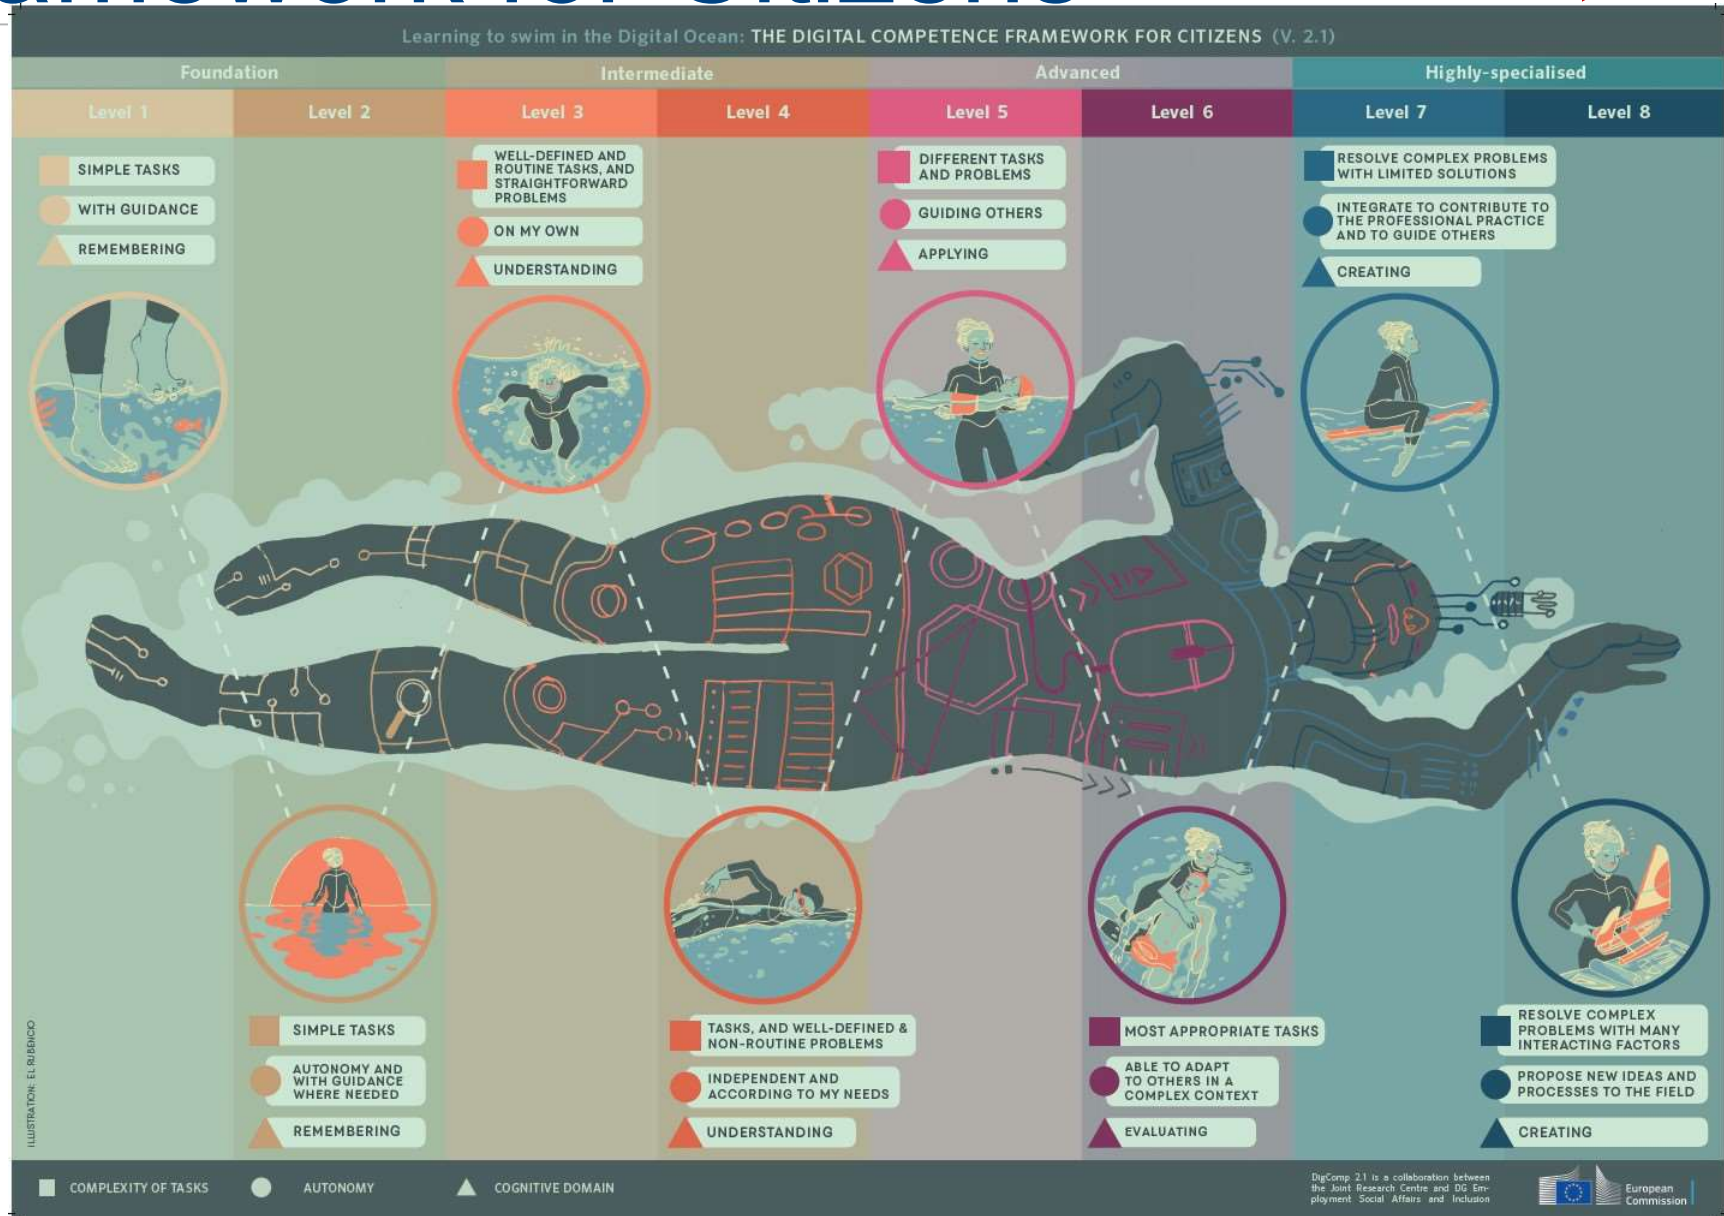 Framework for Citizens
Learning to swim in the Digital Ocean: THE DIGITAL COMPETENCE FRAMEWORK FOR CITIZENS (V. 2.1)
Foundation
Intermediate
Advanced
Highly-specialised
Level 1
Level 2
Level 3
Level 4
Level 5
Level 6
Level 7
Level 8
SIMPLE TASKS
WITH GUIDANCE
REMEMBERING
WELL-DEFINED AND
ROUTINE TASKS, AND
STRAIGHTFORWARD
PROBLEMS
ON MY OWN
UNDERSTANDING
DIFFERENT TASKS
AND PROBLEMS
GUIDING OTHERS
APPLYING
RESOLVE COMPLEX PROBLEMS
WITH LIMITED SOLUTIONS
INTEGRATE TO CONTRIBUTE TO
THE PROFESSIONAL PRACTICE
AND TO GUIDE OTHERS
CREATING
SIMPLE TASKS
AUTONOMY AND
WITH GUIDANCE
WHERE NEEDED
REMEMBERING
TASKS, AND WELL-DEFINED &
NON-ROUTINE PROBLEMS
INDEPENDENT AND
ACCORDING TO MY NEEDS
UNDERSTANDING
MOST APPROPRIATE TASKS
ABLE TO ADAPT
TO OTHERS IN A
COMPLEX CONTEXT
EVALUATING
RESOLVE COMPLEX
PROBLEMS WITH MANY
INTERACTING FACTORS
PROPOSE NEW IDEAS AND
PROCESSES TO THE FIELD
CREATING
ILLUSTRATION: EL RUBENCIO
COMPLEXITY OF TASKS
AUTONOMY
COGNITIVE DOMAIN
DigComp 2.1 is a collaboration between
the Joint Research Centre and DG Em-
ployment Social Affairs and Inclusion
European
Commission